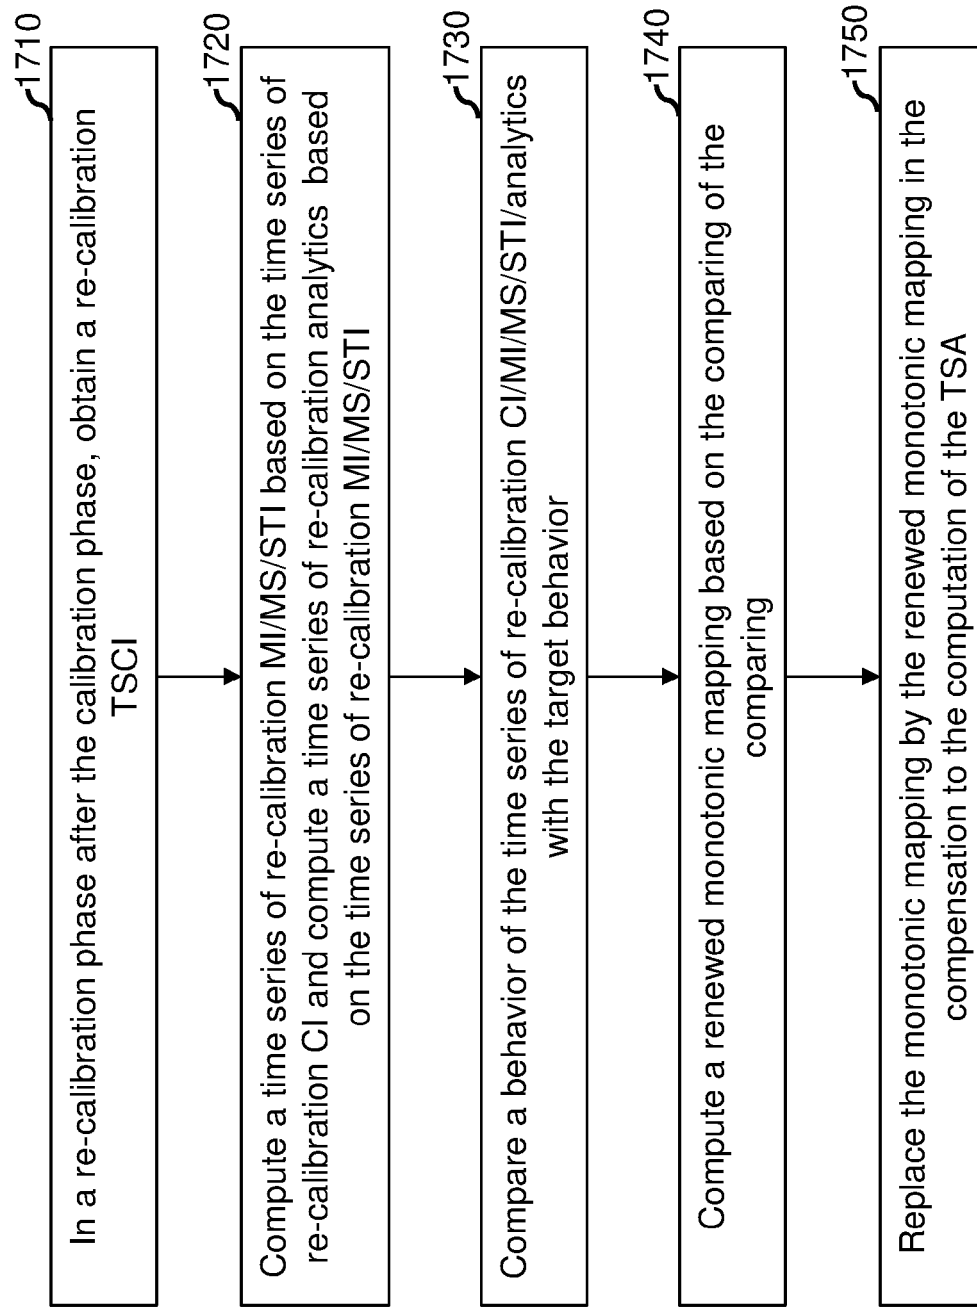 1710
In a re-calibration phase after the calibration phase, obtain a re-calibration
TSCI
1720
Compute a time series of re-calibration MI/MS/STI based on the time series of
re-calibration CI and compute a time series of re-calibration analytics based
on the time series of re-calibration MI/MS/STI
1730
Compare a behavior of the time series of re-calibration CI/MI/MS/STI/analytics
with the target behavior
1740
Compute a renewed monotonic mapping based on the comparing of the
comparing
1750
Replace the monotonic mapping by the renewed monotonic mapping in the
compensation to the computation of the TSA